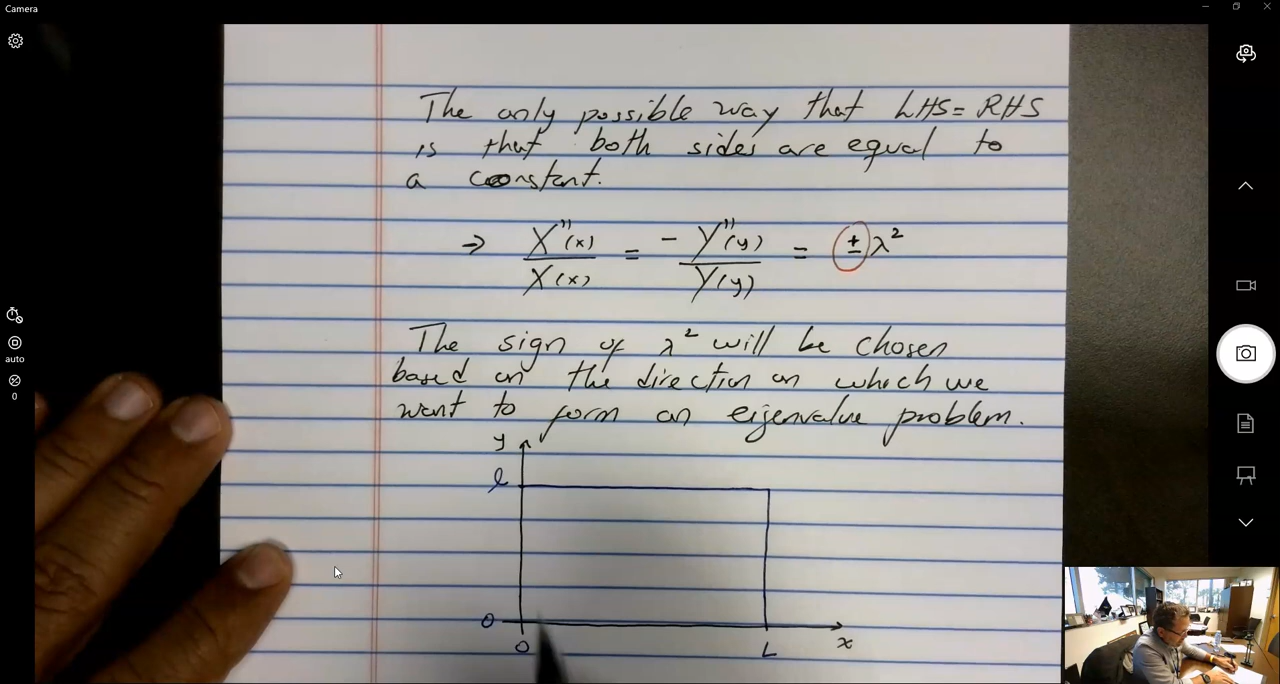 Camera
The only possible way that LHS = RHS
is that both sides are equal to
a constant.
⇒ X''(x)/X(x) = - Y''(y)/Y(y) = ± λ²
The sign of λ² will be chosen
based on the direction on which we
want to form an eigenvalue problem.
y
l
auto
0
0
0 L x